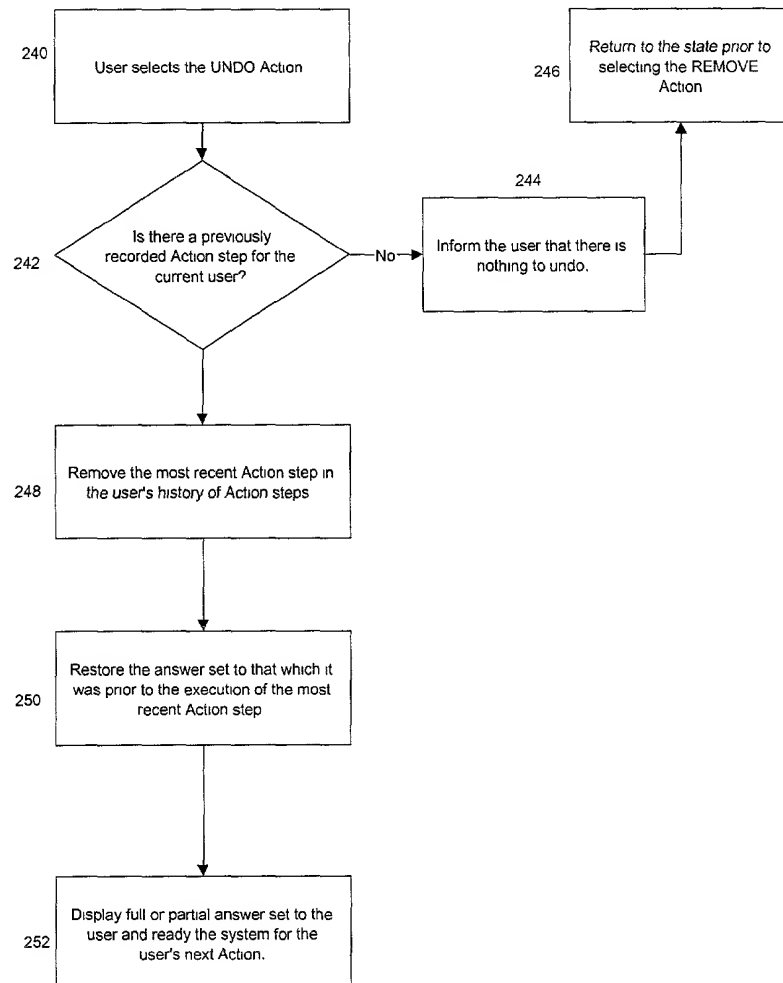 240
User selects the UNDO Action
246
Return to the state prior to
selecting the REMOVE
Action
242
Is there a previously
recorded Action step for the
current user?
No
244
Inform the user that there is
nothing to undo.
248
Remove the most recent Action step in
the user's history of Action steps
250
Restore the answer set to that which it
was prior to the execution of the most
recent Action step
252
Display full or partial answer set to the
user and ready the system for the
user's next Action.